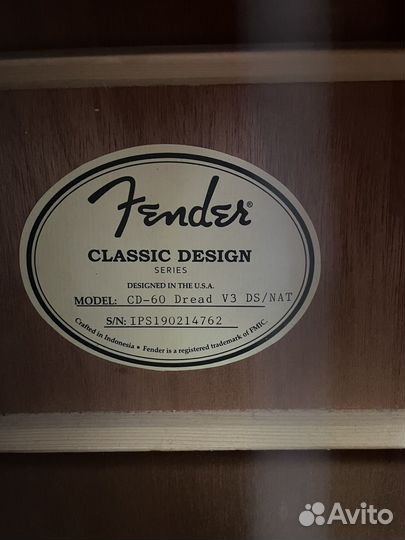 Fender®
CLASSIC DESIGN
SERIES
DESIGNED IN THE U.S.A.
MODEL: CD-60 Dread V3 DS/NAT
S/N: IPS190214762
Crafted in Indonesia • Fender is a registered trademark of FMIC.
Avito